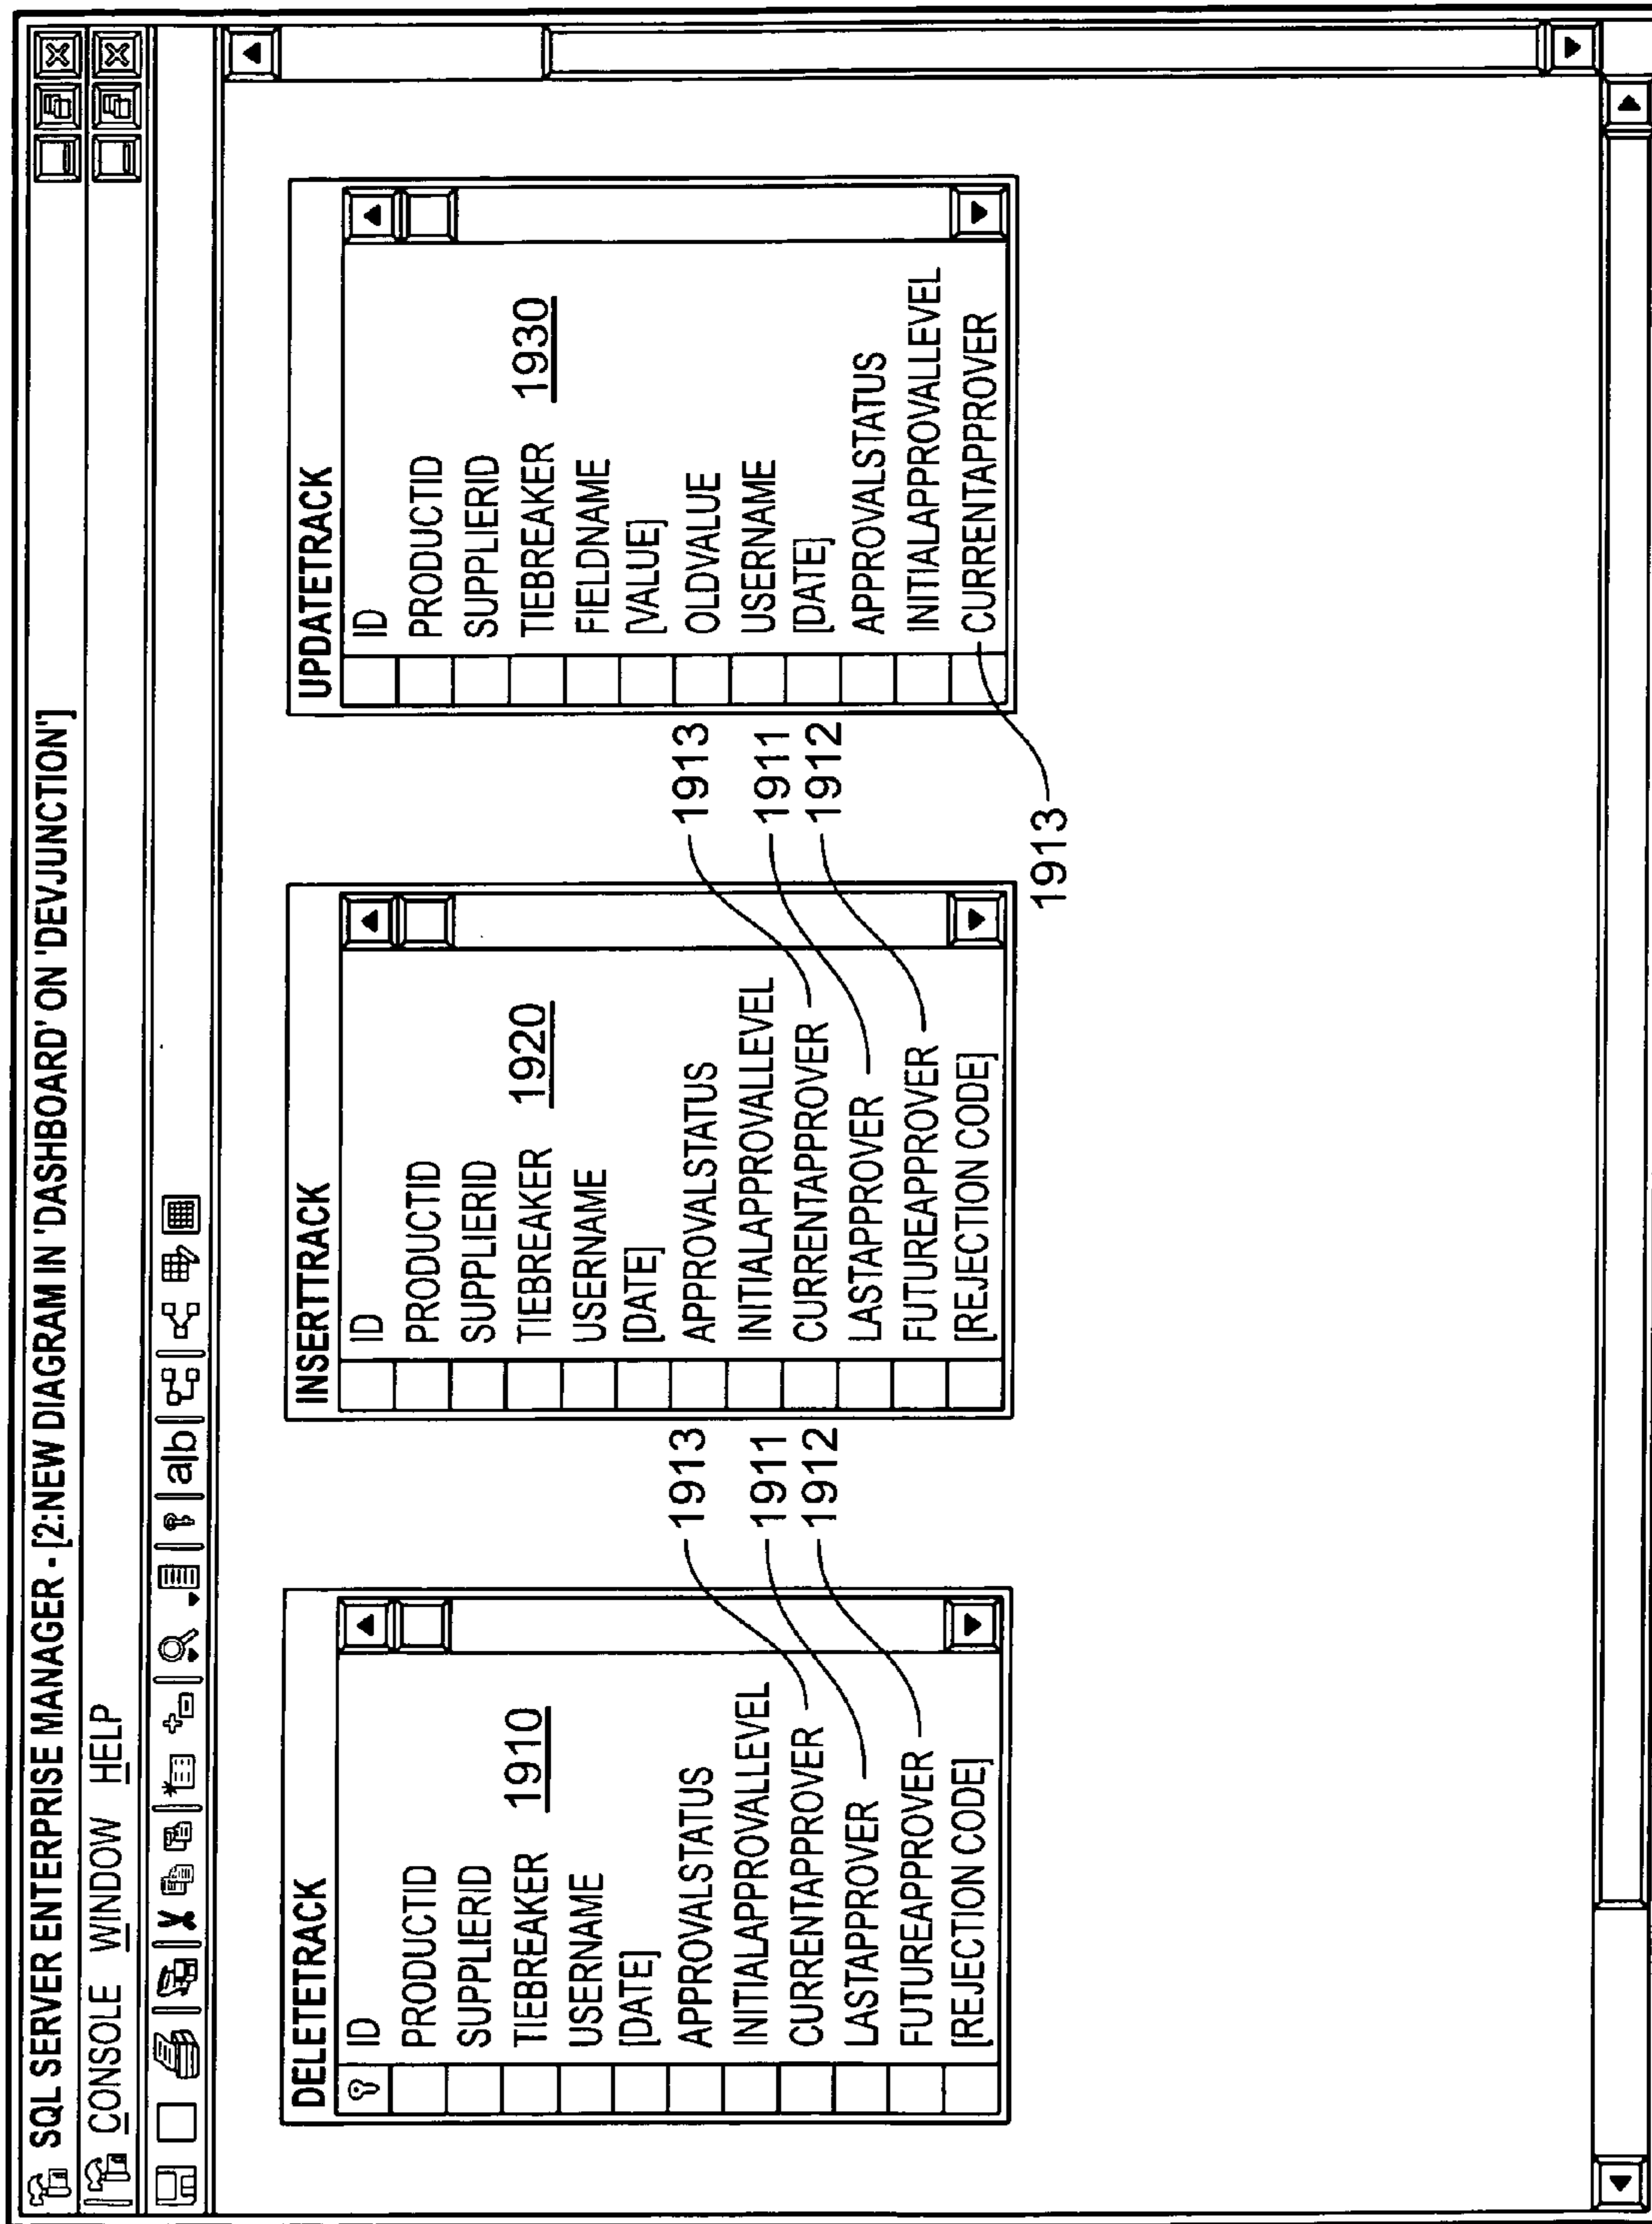 SQL SERVER ENTERPRISE MANAGER - [2:NEW DIAGRAM IN 'DASHBOARD' ON 'DEVJUNCTION']
CONSOLE WINDOW HELP
a|b
DELETETRACK
ID
PRODUCTID
SUPPLIERID
TIEBREAKER 1910
USERNAME
[DATE]
APPROVALSTATUS
INITIALAPPROVALLEVEL
CURRENTAPPROVER
LASTAPPROVER
FUTUREAPPROVER
[REJECTION CODE]
1913
1911
1912
INSERTTRACK
ID
PRODUCTID
SUPPLIERID
TIEBREAKER 1920
USERNAME
[DATE]
APPROVALSTATUS
INITIALAPPROVALLEVEL
CURRENTAPPROVER
LASTAPPROVER
FUTUREAPPROVER
[REJECTION CODE]
1913
1911
1912
UPDATETRACK
ID
PRODUCTID
SUPPLIERID
TIEBREAKER 1930
FIELDNAME
[VALUE]
OLDVALUE
USERNAME
[DATE]
APPROVALSTATUS
INITIALAPPROVALLEVEL
CURRENTAPPROVER
1913